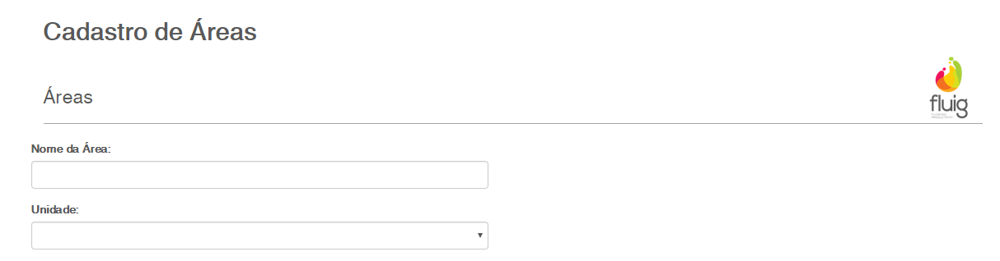 Cadastro de Áreas
Áreas
fluig
Nome da Área:
Unidade: